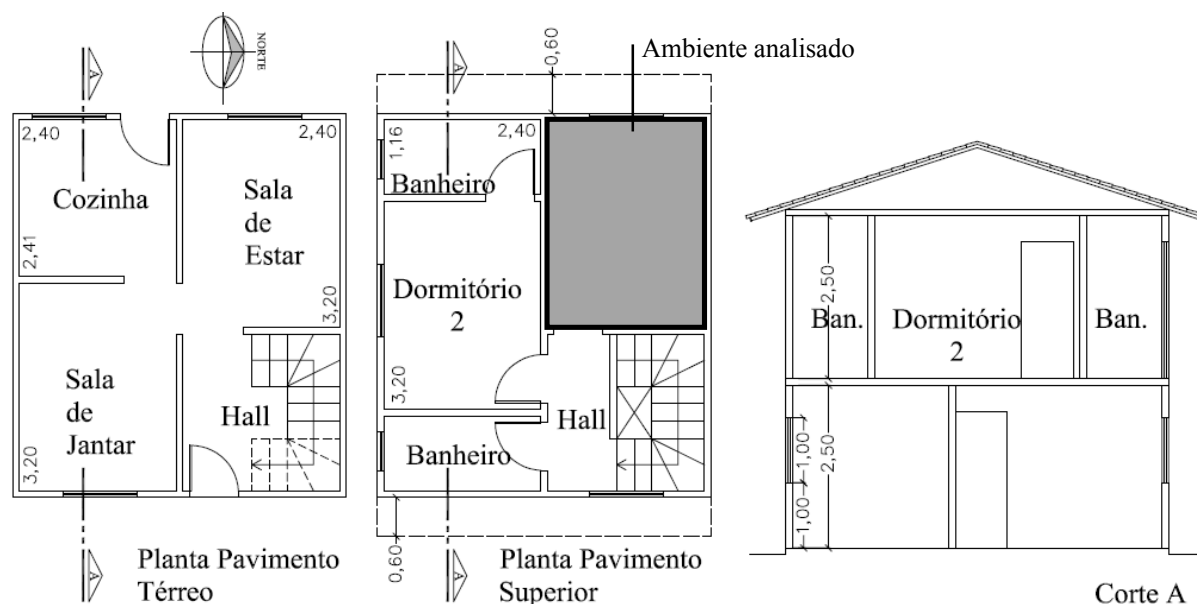 NORTE
A
2,40
2,40
Cozinha
Sala
de
Estar
2,41
3,20
Sala
de
Jantar
Hall
3,20
A
Planta Pavimento
Térreo
A
0,60
Ambiente analisado
1,16
2,40
Banheiro
Dormitório
2
3,20
Banheiro
Hall
0,60
A
Planta Pavimento
Superior
2,50
Ban.
Dormitório
2
Ban.
1,00
2,50
1,00
Corte A